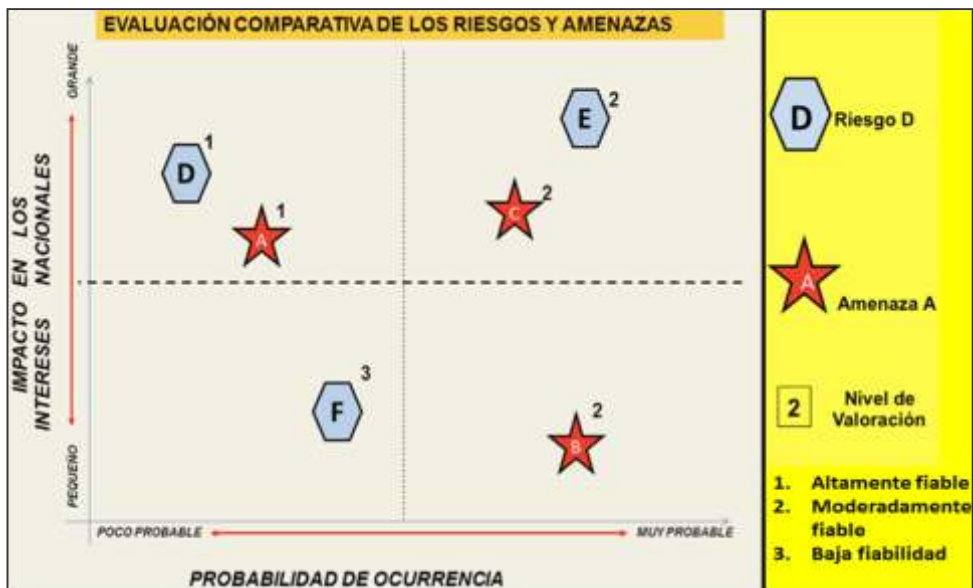 EVALUACIÓN COMPARATIVA DE LOS RIESGOS Y AMENAZAS
GRANDE
IMPACTO EN LOS
INTERESES NACIONALES
PEQUEÑO
D
1
A
1
E
2
C
2
F
3
B
2
POCO PROBABLE
MUY PROBABLE
PROBABILIDAD DE OCURRENCIA
D
Riesgo D
A
Amenaza A
2
Nivel de
Valoración
1. Altamente fiable
2. Moderadamente
fiable
3. Baja fiabilidad